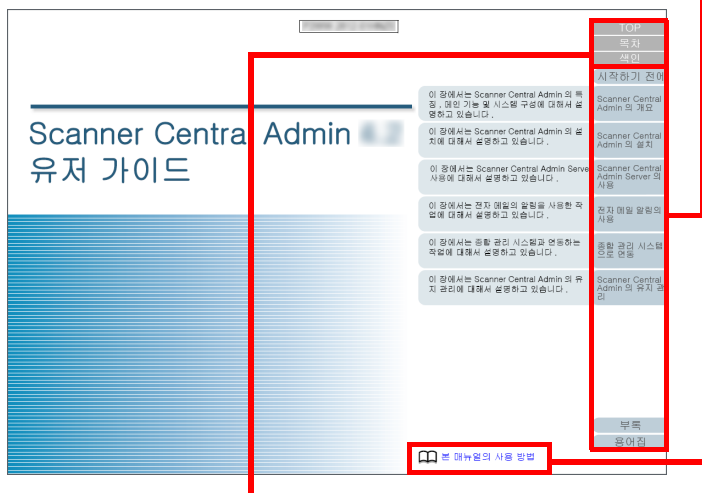 TOP
목차
색인
시작하기 전에
이 장에서는 Scanner Central Admin 의 특
징 , 메인 기능 및 시스템 구성에 대해서 설
명하고 있습니다 .
Scanner Central
Admin 의 개요
Scanner Central Admin
유저 가이드
이 장에서는 Scanner Central Admin 의 설
치에 대해서 설명하고 있습니다 .
Scanner Central
Admin 의 설치
이 장에서는 Scanner Central Admin Serve
사용에 대해서 설명하고 있습니다 .
Scanner Central
Admin Server 의
사용
이 장에서는 전자 메일의 알림을 사용한 작
업에 대해서 설명하고 있습니다 .
전자 메일 알림의
사용
이 장에서는 종합 관리 시스템과 연동하는
작업에 대해서 설명하고 있습니다 .
종합 관리 시스템
으로 연동
이 장에서는 Scanner Central Admin 의 유
지 관리에 대해서 설명하고 있습니다 .
Scanner Central
Admin 의 유지 관
리
부록
용어집
본 매뉴얼의 사용 방법